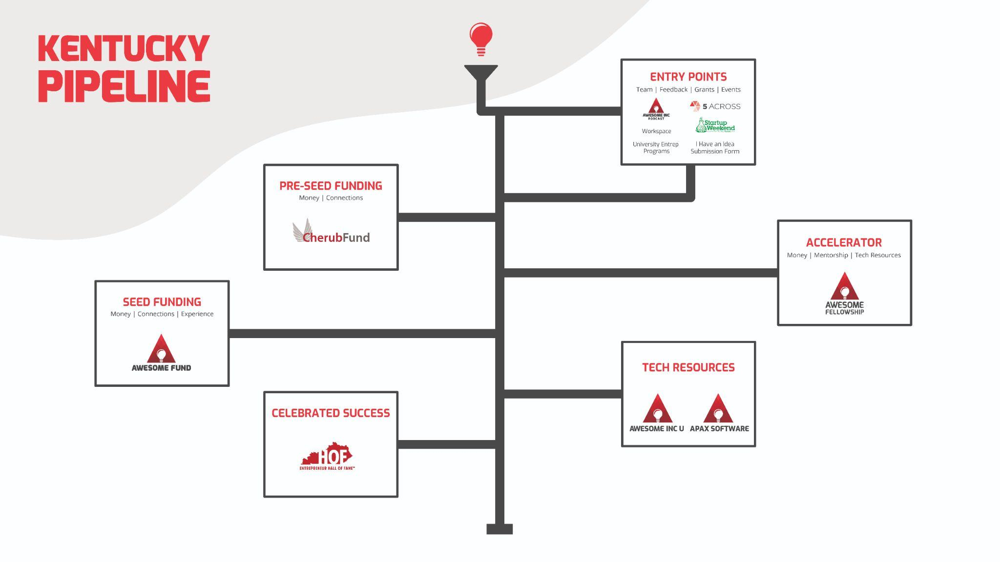 KENTUCKY
PIPELINE
ENTRY POINTS
Team | Feedback | Grants | Events
AWESOME INC
PODCAST
5 ACROSS
Startup
Weekend
Workspace
University Entrep
Programs
I Have an Idea
Submission Form
PRE-SEED FUNDING
Money | Connections
CherubFund
ACCELERATOR
Money | Mentorship | Tech Resources
AWESOME
FELLOWSHIP
SEED FUNDING
Money | Connections | Experience
AWESOME FUND
TECH RESOURCES
AWESOME INC U
APAX SOFTWARE
CELEBRATED SUCCESS
HOF
ENTREPRENEUR HALL OF FAME™